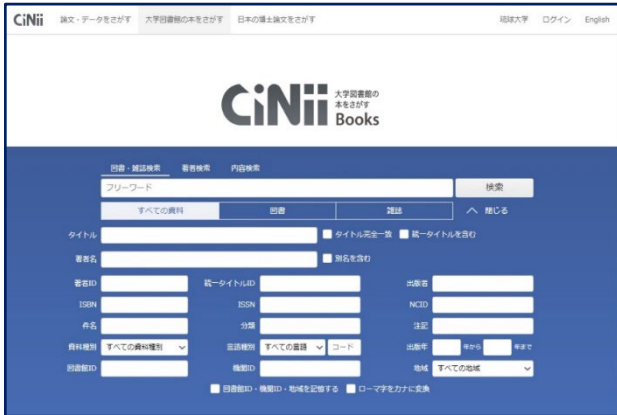 CiNii 論文・データをさがす 大学図書館の本をさがす 日本の博士論文をさがす 琉球大学 ログイン English
CiNii Books 大学図書館の
本をさがす
図書・雑誌検索 著者検索 内容検索
フリーワード 検索
すべての資料 図書 雑誌 閉じる
タイトル タイトル完全一致 統一タイトルを含む
著者名 別名を含む
著者ID 統一タイトルID 出版者
ISBN ISSN NCID
件名 分類 注記
資料種別 すべての資料種別 言語種別 すべての言語 コード 出版年 年から 年まで
図書館ID 機関ID 地域 すべての地域
図書館ID・機関ID・地域を記憶する ローマ字をカナに変換